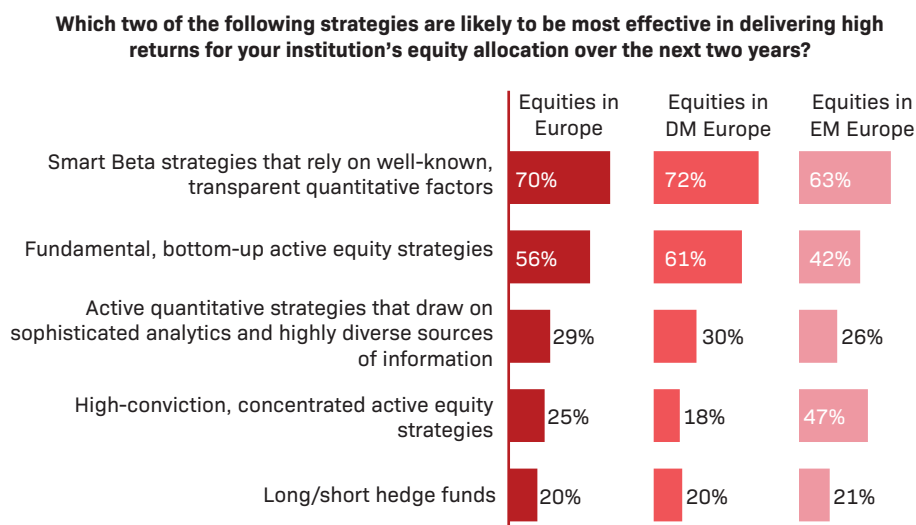 Which two of the following strategies are likely to be most effective in delivering high
returns for your institution’s equity allocation over the next two years?
Equities in
Europe
Equities in
DM Europe
Equities in
EM Europe
Smart Beta strategies that rely on well-known,
transparent quantitative factors
70%
72%
63%
Fundamental, bottom-up active equity strategies
56%
61%
42%
Active quantitative strategies that draw on
sophisticated analytics and highly diverse sources
of information
29%
30%
26%
High-conviction, concentrated active equity
strategies
25%
18%
47%
Long/short hedge funds
20%
20%
21%